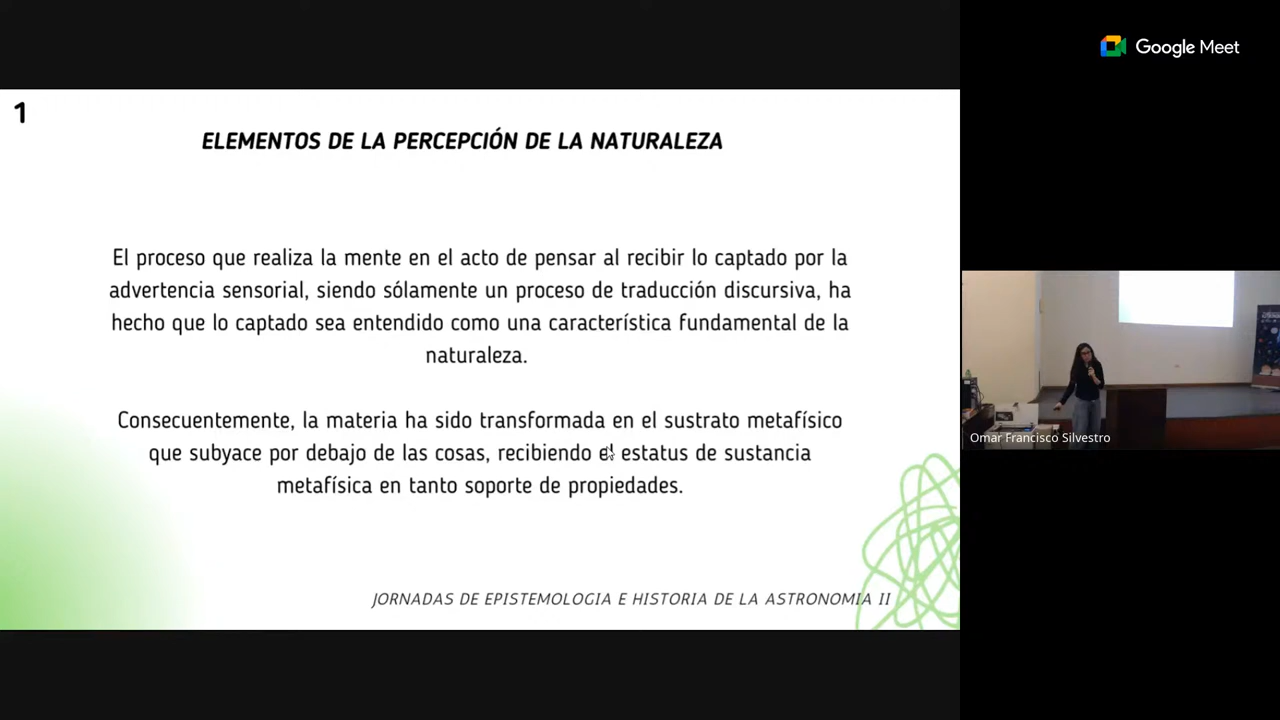 Google Meet
1
ELEMENTOS DE LA PERCEPCIÓN DE LA NATURALEZA
El proceso que realiza la mente en el acto de pensar al recibir lo captado por la
advertencia sensorial, siendo sólamente un proceso de traducción discursiva, ha
hecho que lo captado sea entendido como una característica fundamental de la
naturaleza.
Consecuentemente, la materia ha sido transformada en el sustrato metafísico
que subyace por debajo de las cosas, recibiendo el estatus de sustancia
metafísica en tanto soporte de propiedades.
JORNADAS DE EPISTEMOLOGIA E HISTORIA DE LA ASTRONOMIA II
Omar Francisco Silvestro